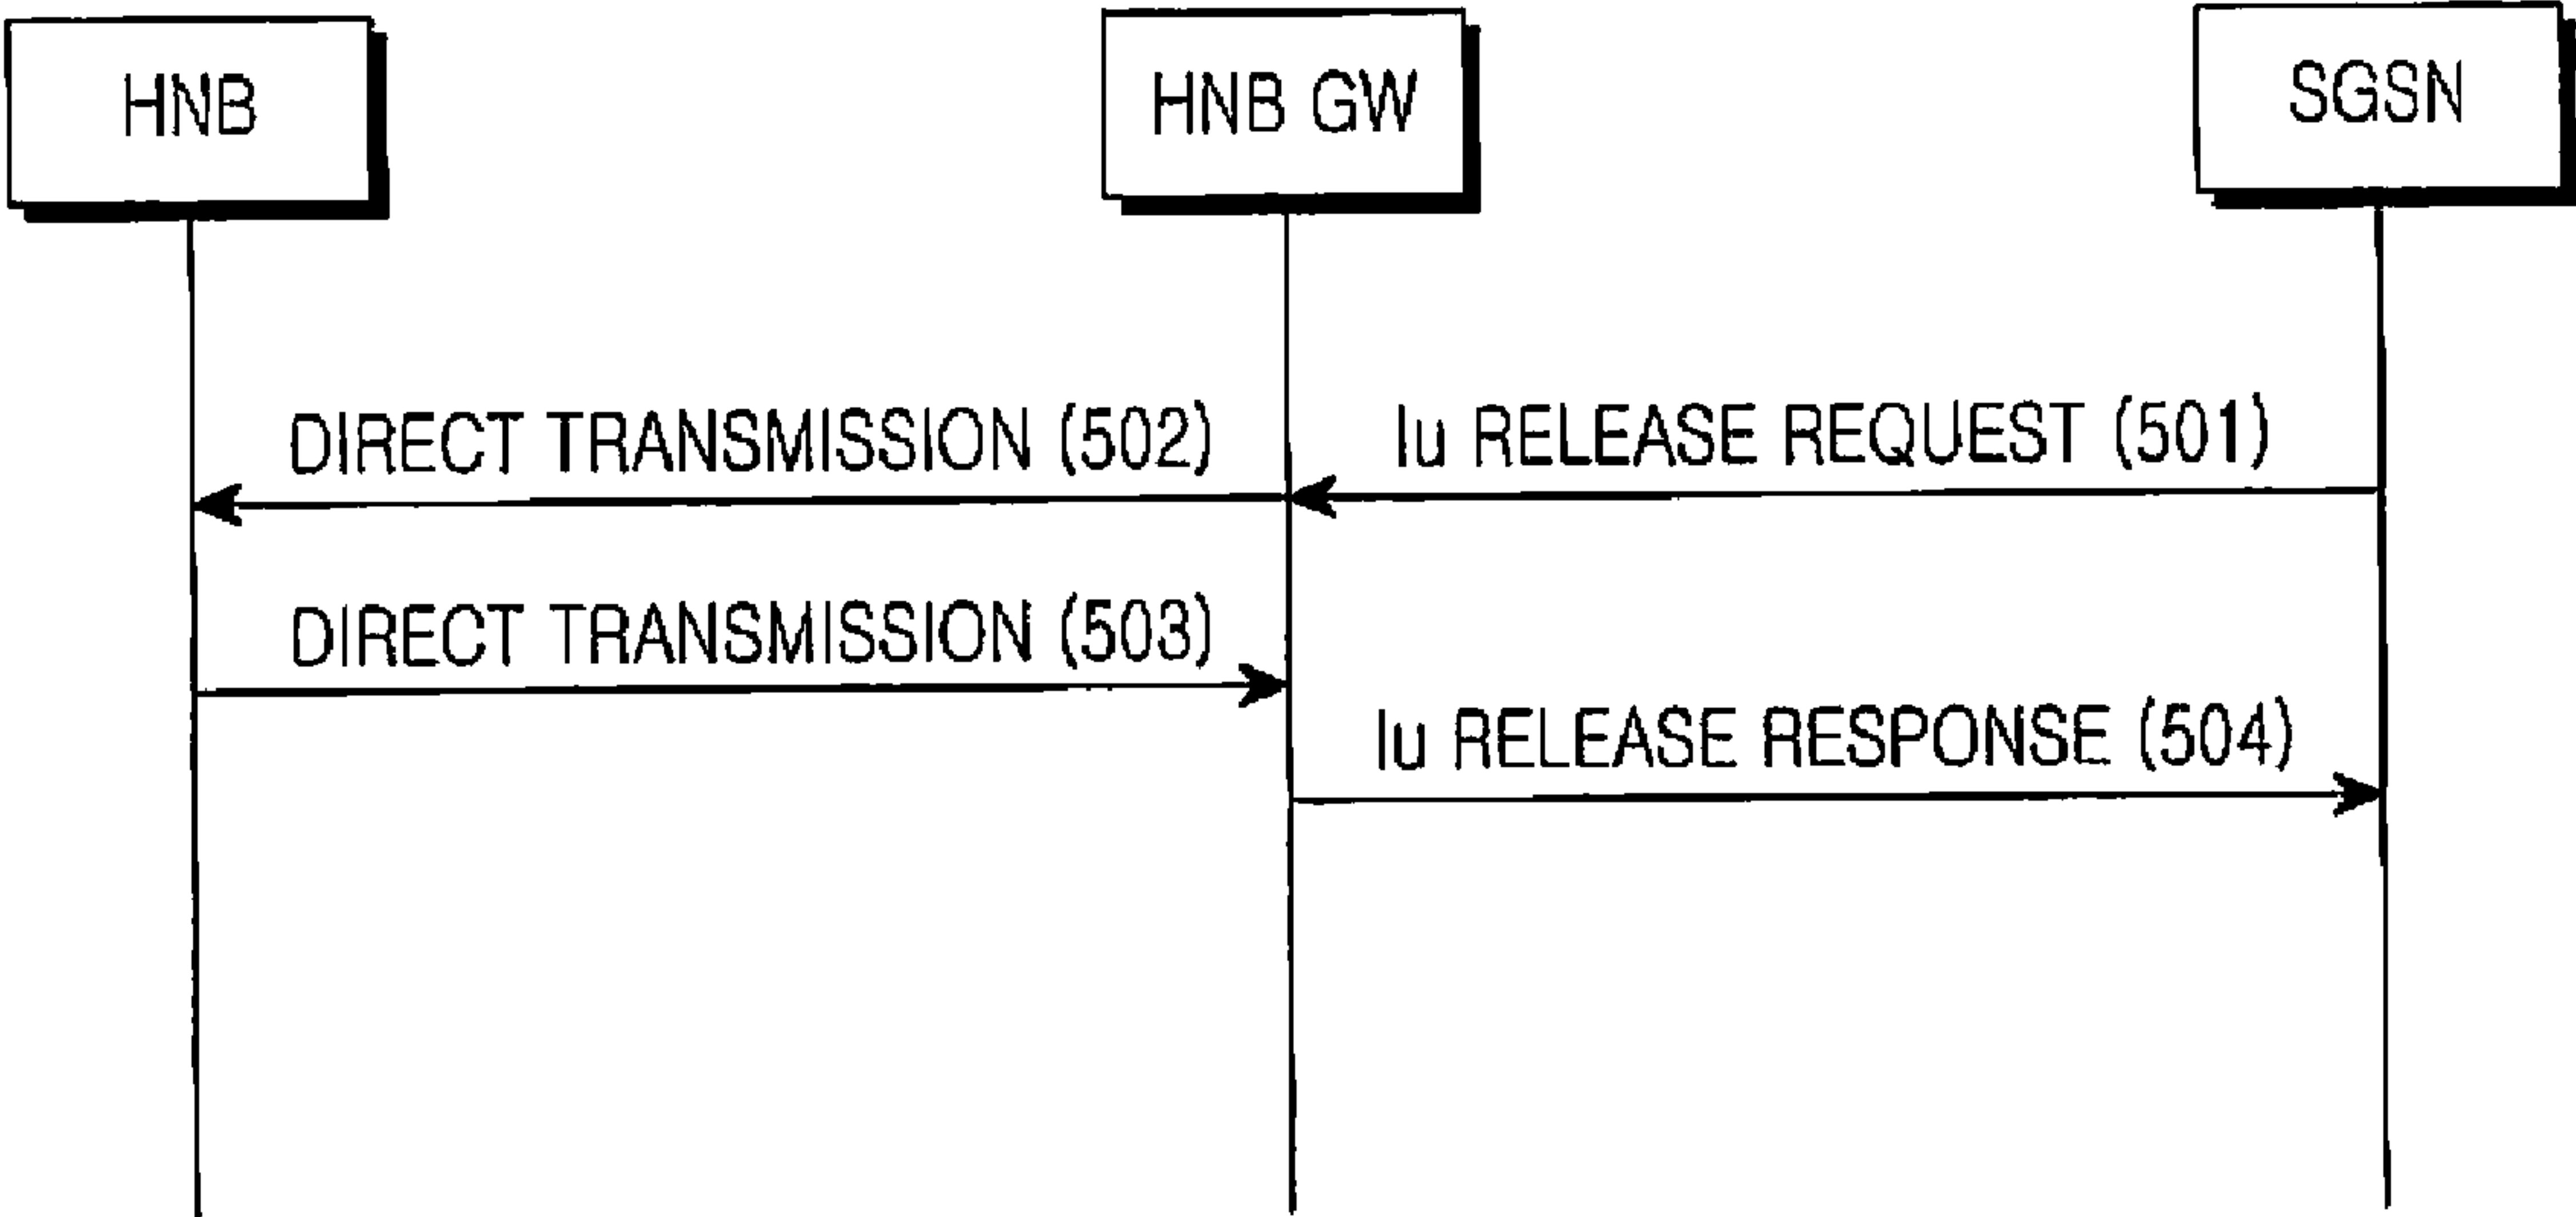 HNB
HNB GW
SGSN
DIRECT TRANSMISSION (502)
Iu RELEASE REQUEST (501)
DIRECT TRANSMISSION (503)
Iu RELEASE RESPONSE (504)